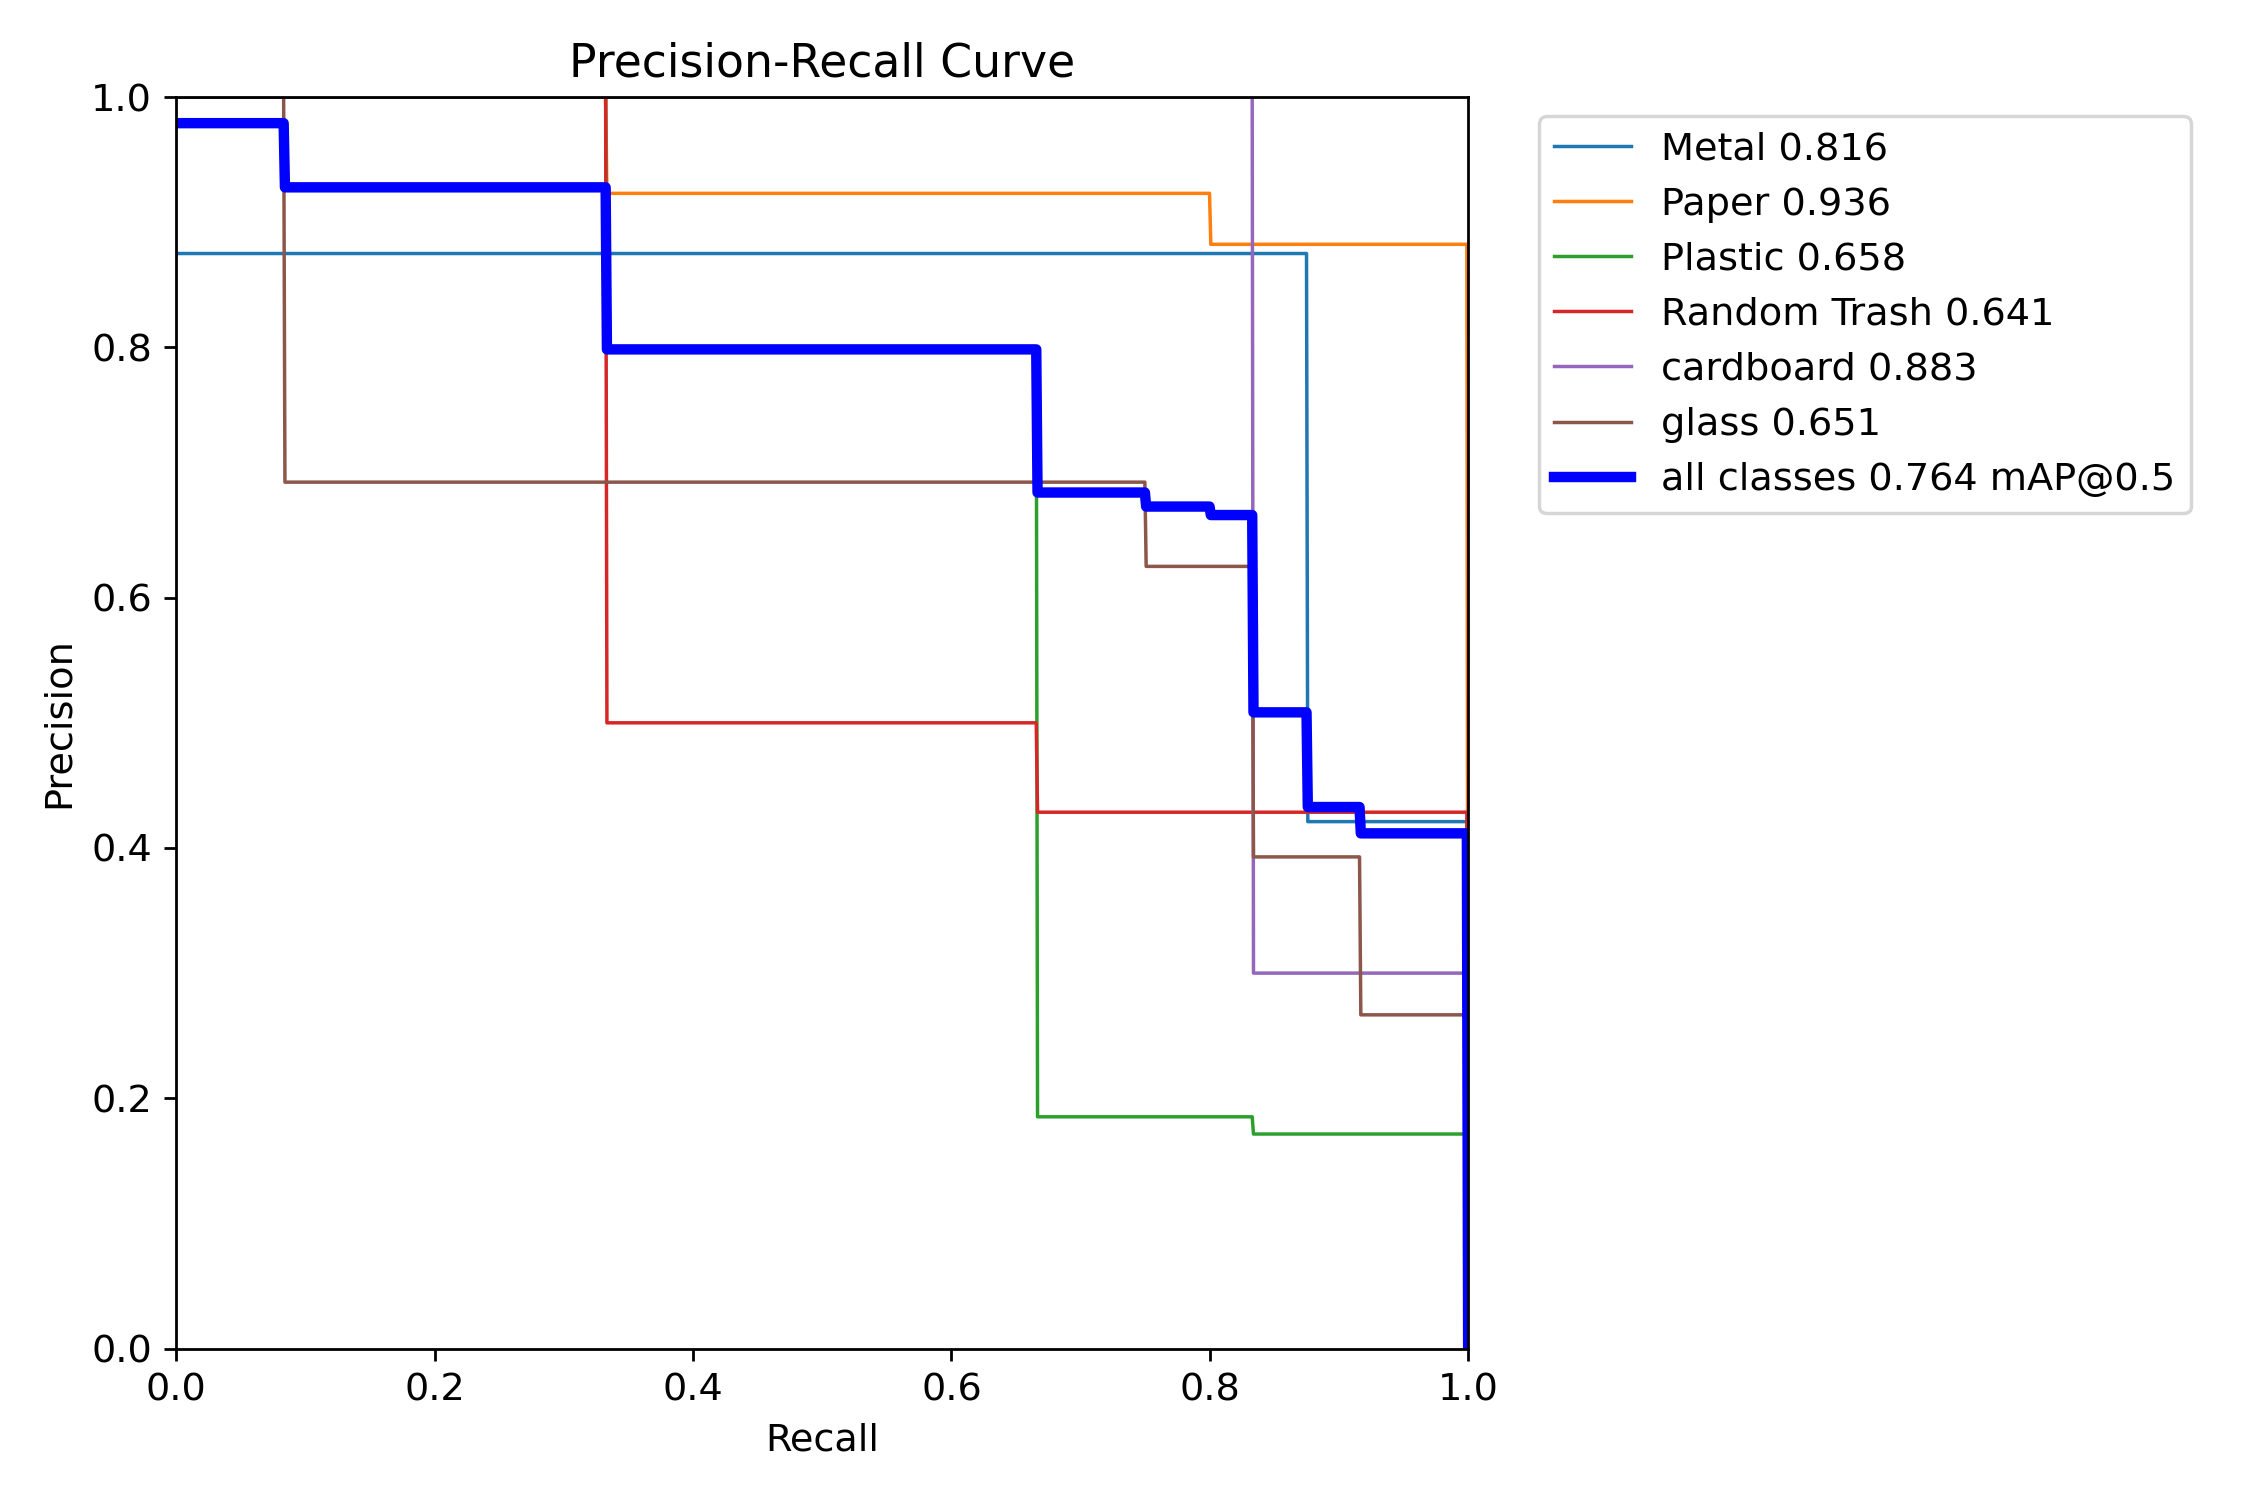 Precision-Recall Curve
1.0
0.8
0.6
0.4
0.2
0.0
Precision
0.0 0.2 0.4 0.6 0.8 1.0
Recall
Metal 0.816
Paper 0.936
Plastic 0.658
Random Trash 0.641
cardboard 0.883
glass 0.651
all classes 0.764 mAP@0.5